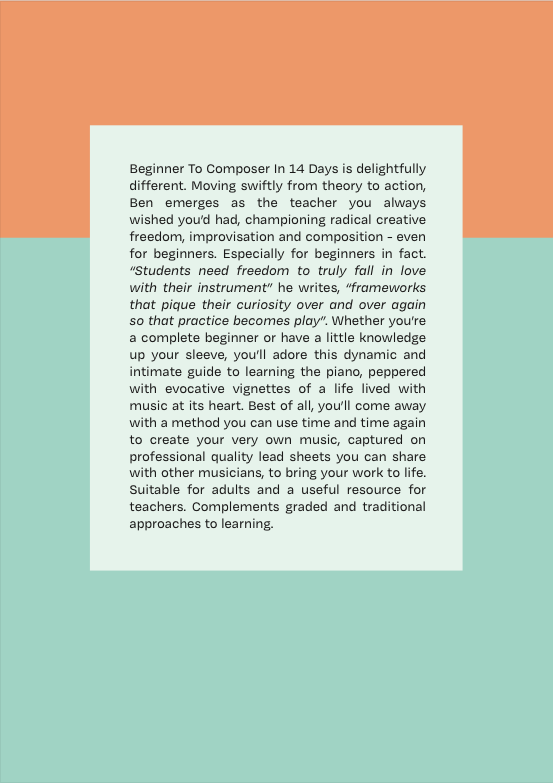 Beginner To Composer In 14 Days is delightfully
different. Moving swiftly from theory to action,
Ben emerges as the teacher you always
wished you’d had, championing radical creative
freedom, improvisation and composition - even
for beginners. Especially for beginners in fact.
“Students need freedom to truly fall in love
with their instrument” he writes, “frameworks
that pique their curiosity over and over again
so that practice becomes play”. Whether you’re
a complete beginner or have a little knowledge
up your sleeve, you’ll adore this dynamic and
intimate guide to learning the piano, peppered
with evocative vignettes of a life lived with
music at its heart. Best of all, you’ll come away
with a method you can use time and time again
to create your very own music, captured on
professional quality lead sheets you can share
with other musicians, to bring your work to life.
Suitable for adults and a useful resource for
teachers. Complements graded and traditional
approaches to learning.